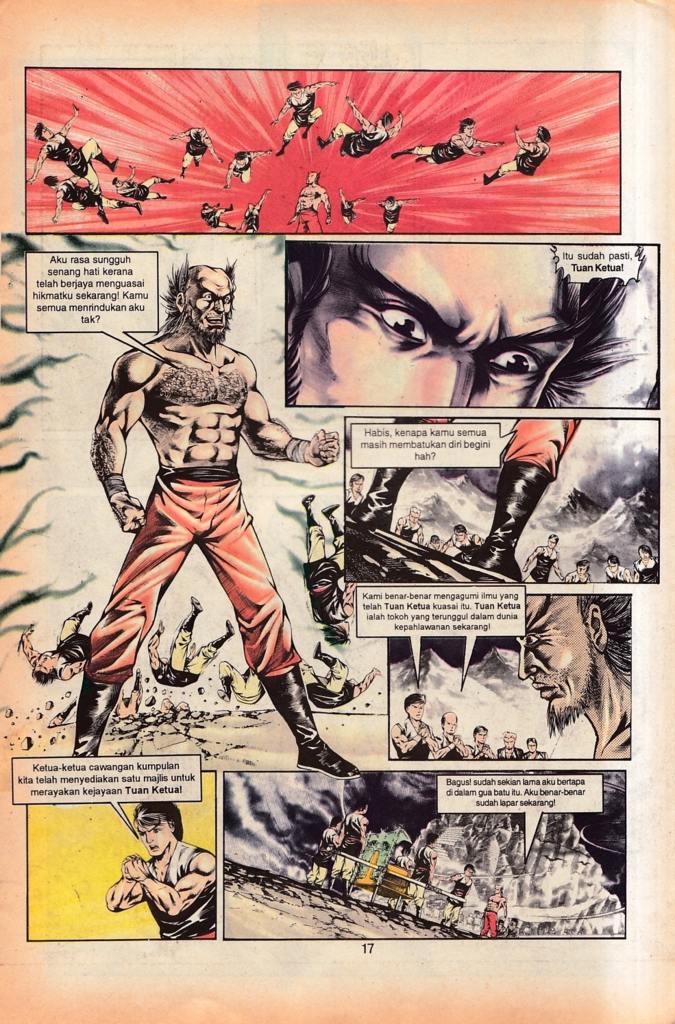 Aku rasa sungguh
senang hati kerana
telah berjaya menguasai
hikmatku sekarang! Kamu
semua menrindukan aku
tak?
Itu sudah pasti,
Tuan Ketua!
Habis, kenapa kamu semua
masih membatukan diri begini
hah?
Kami benar-benar mengagumi ilmu yang
telah Tuan Ketua kuasai itu. Tuan Ketua
ialah tokoh yang terunggul dalam dunia
kepahlawanan sekarang!
Ketua-ketua cawangan kumpulan
kita telah menyediakan satu majlis untuk
merayakan kejayaan Tuan Ketua!
Bagus! sudah sekian lama aku bertapa
di dalam gua batu itu. Aku benar-benar
sudah lapar sekarang!
17